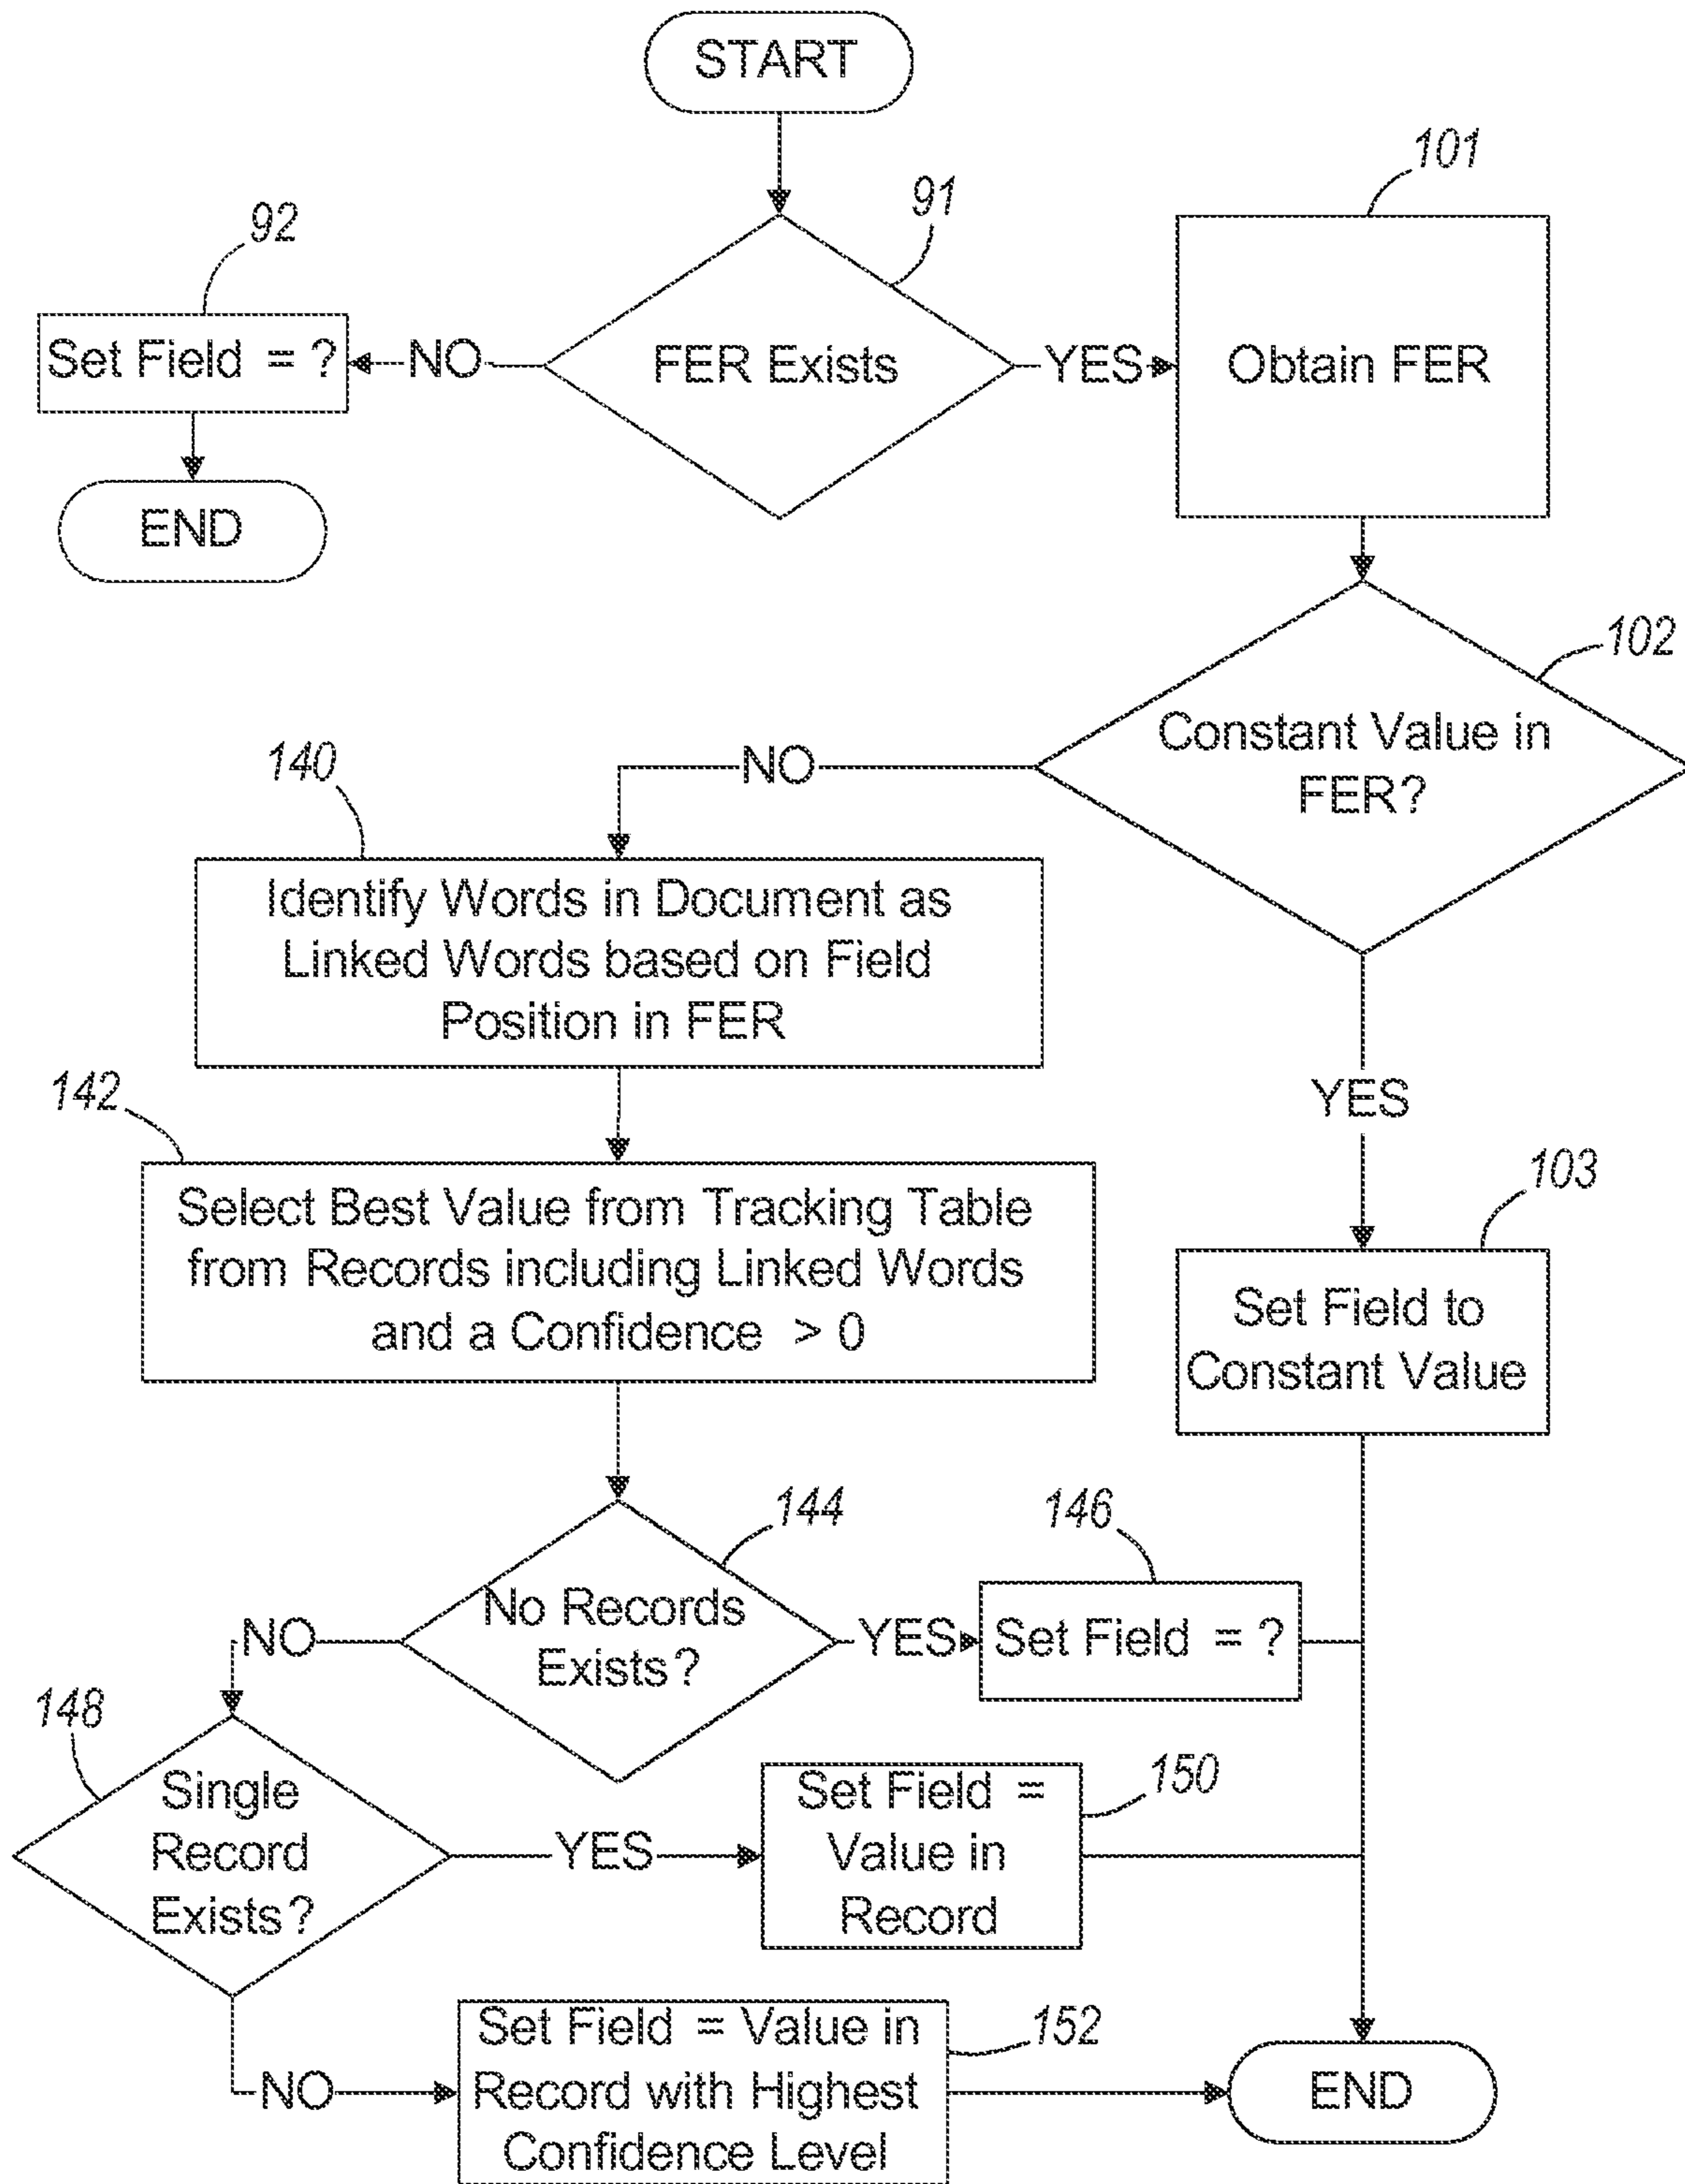 START
91
101
92
Set Field = ?
NO
FER Exists
YES
Obtain FER
END
102
Constant Value in
FER?
NO
140
Identify Words in Document as
Linked Words based on Field
Position in FER
YES
142
Select Best Value from Tracking Table
from Records including Linked Words
and a Confidence > 0
103
Set Field to
Constant Value
144
146
No Records
Exists?
NO
YES
Set Field = ?
148
Single
Record
Exists?
YES
Set Field =
Value in
Record
150
NO
Set Field = Value in
Record with Highest
Confidence Level
152
END